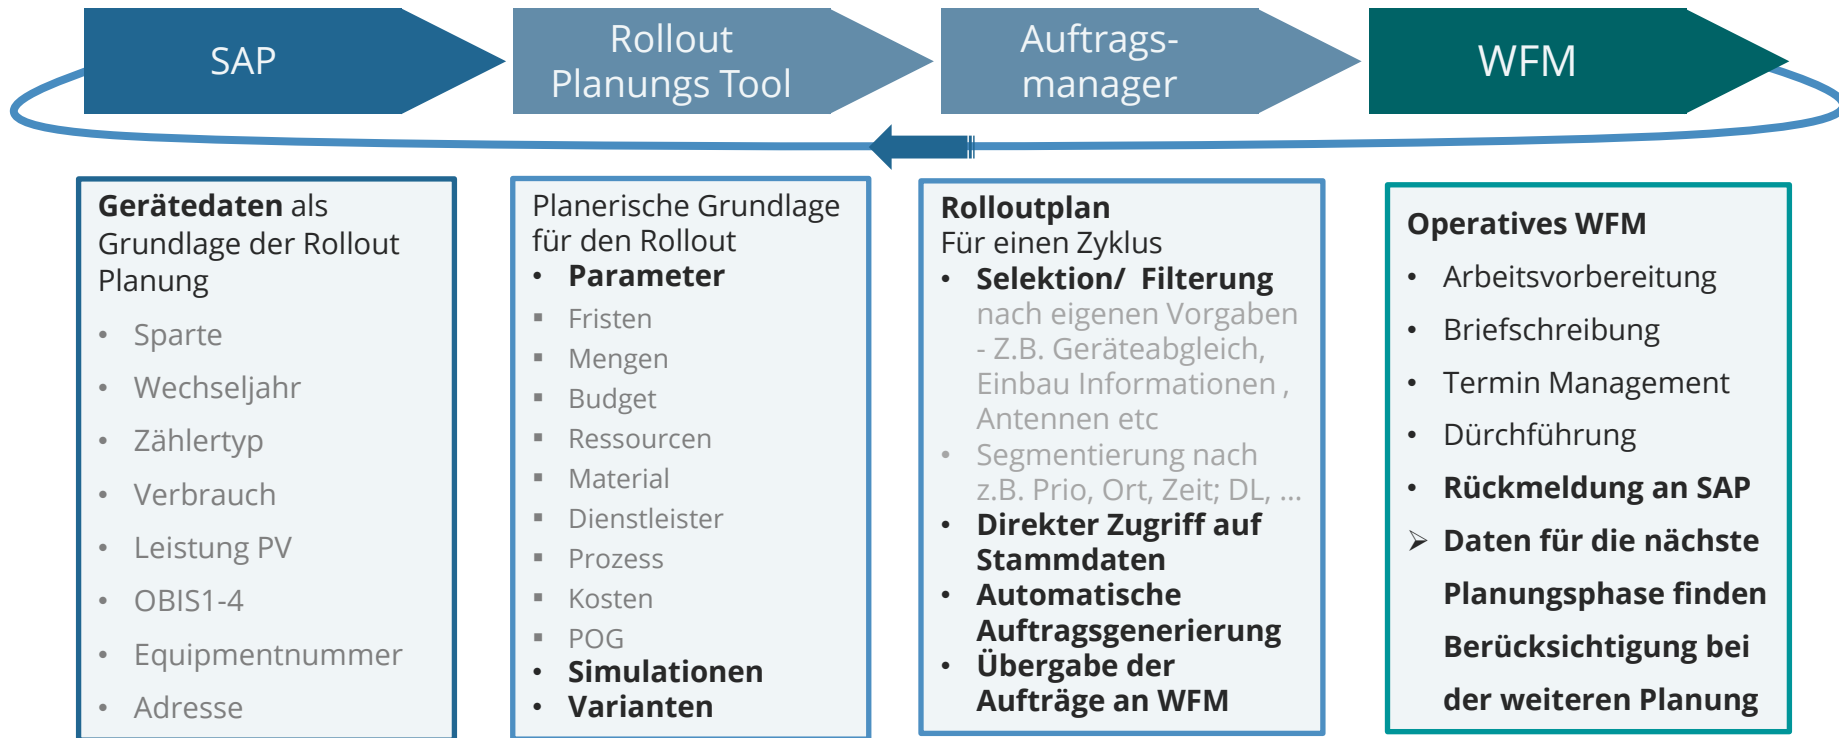 SAP
Rollout
Planungs Tool
Auftrags-
manager
WFM
Gerätedaten als
Grundlage der Rollout
Planung
• Sparte
• Wechseljahr
• Zählertyp
• Verbrauch
• Leistung PV
• OBIS1-4
• Equipmentnummer
• Adresse
Planerische Grundlage
für den Rollout
• Parameter
▪ Fristen
▪ Mengen
▪ Budget
▪ Ressourcen
▪ Material
▪ Dienstleister
▪ Prozess
▪ Kosten
▪ POG
• Simulationen
• Varianten
Rolloutplan
Für einen Zyklus
• Selektion/ Filterung
nach eigenen Vorgaben
- Z.B. Geräteabgleich,
Einbau Informationen ,
Antennen etc
• Segmentierung nach
z.B. Prio, Ort, Zeit; DL, ...
• Direkter Zugriff auf
Stammdaten
• Automatische
Auftragsgenerierung
• Übergabe der
Aufträge an WFM
Operatives WFM
• Arbeitsvorbereitung
• Briefschreibung
• Termin Management
• Dürchführung
• Rückmeldung an SAP
➢ Daten für die nächste
Planungsphase finden
Berücksichtigung bei
der weiteren Planung